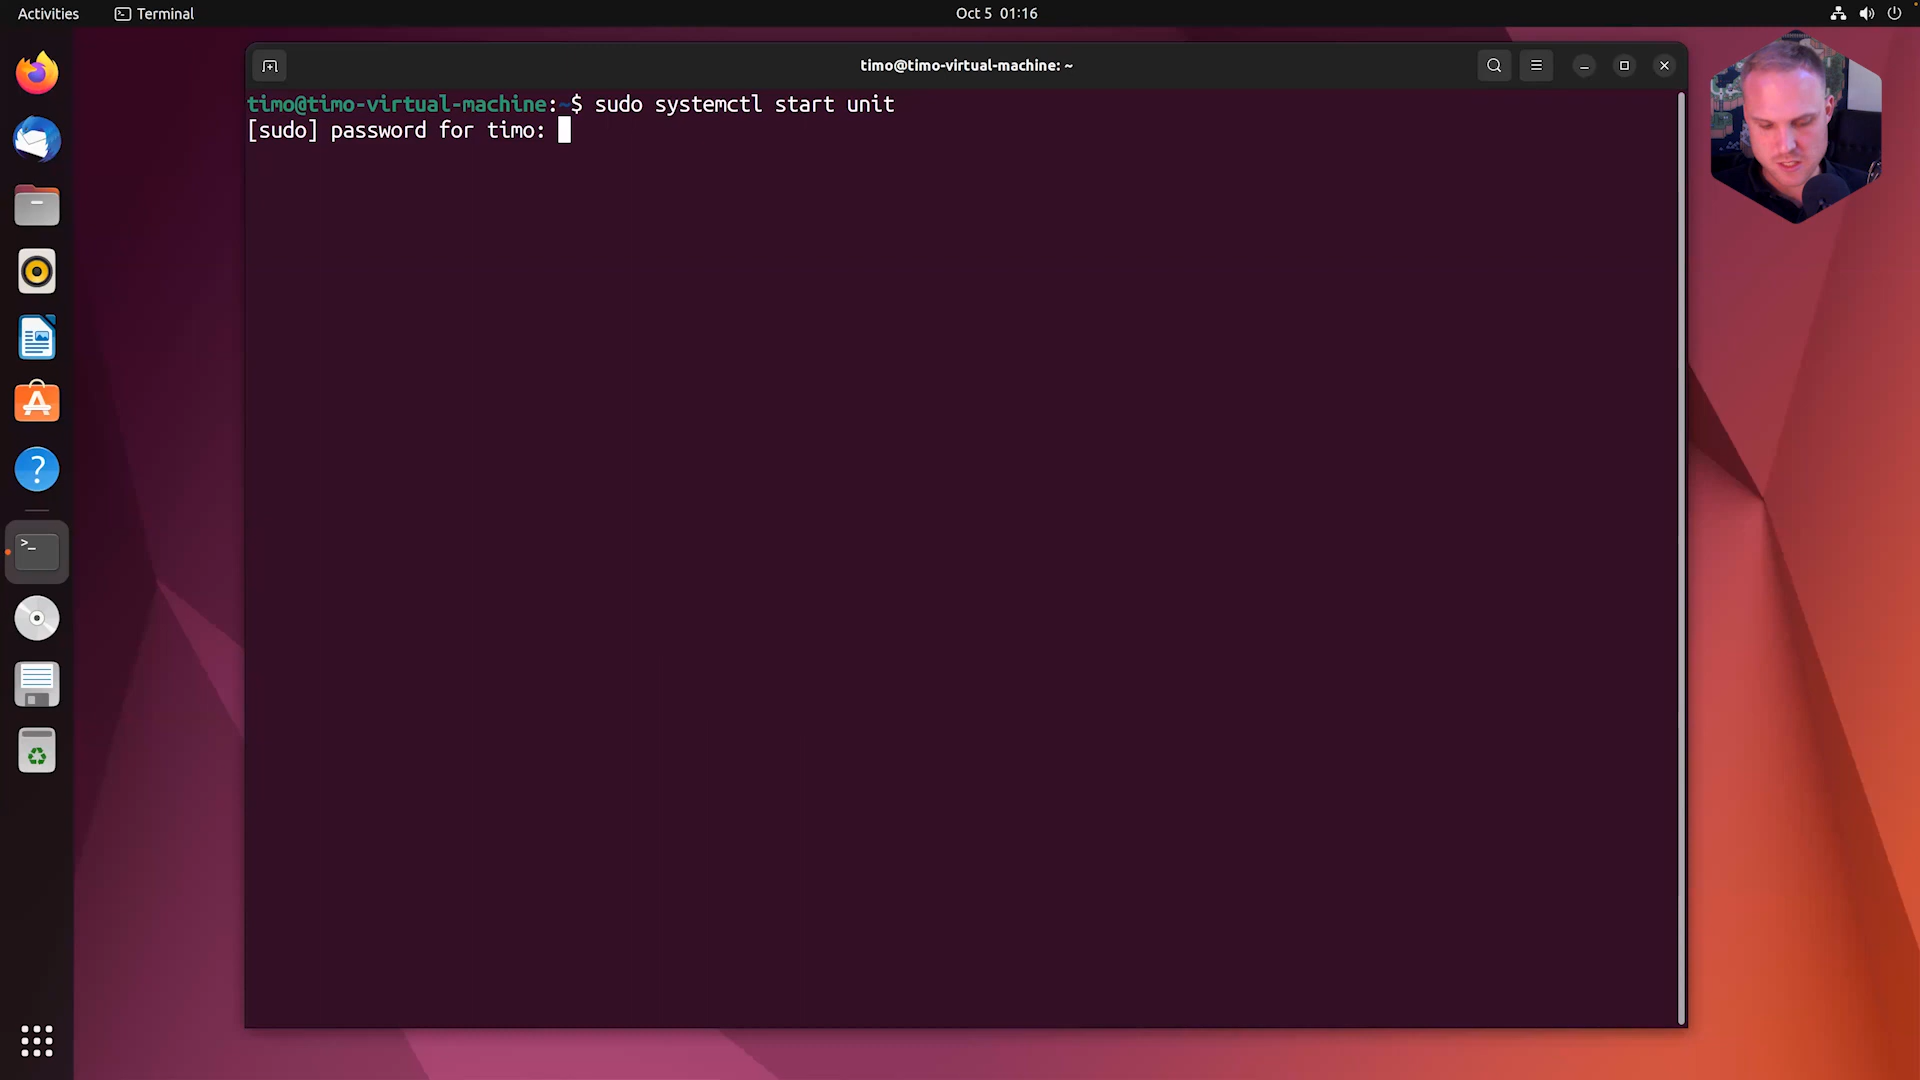 Activities
Terminal
Oct 5 01:16
timo@timo-virtual-machine: ~
timo@timo-virtual-machine:~$ sudo systemctl start unit
[sudo] password for timo: